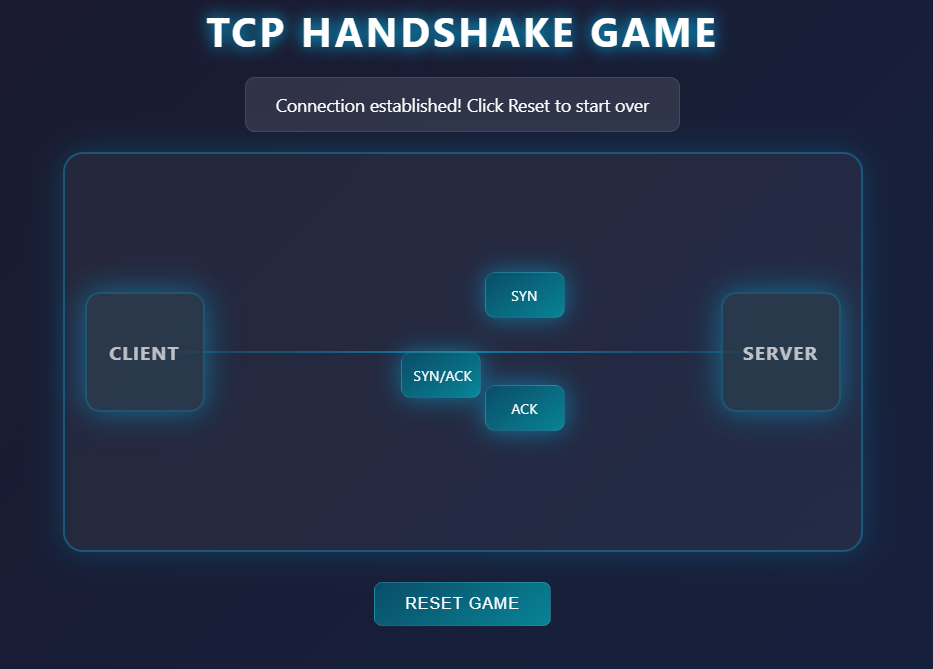 TCP HANDSHAKE GAME
Connection established! Click Reset to start over
SYN
CLIENT
SERVER
SYN/ACK
ACK
RESET GAME